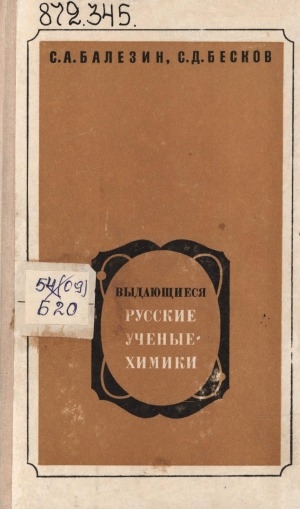 872.345.
С.А.БАЛЕЗИН, С.Д.БЕСКОВ
54(09)
Б20
ВЫДАЮЩИЕСЯ
РУССКИЕ
УЧЕНЫЕ-
ХИМИКИ